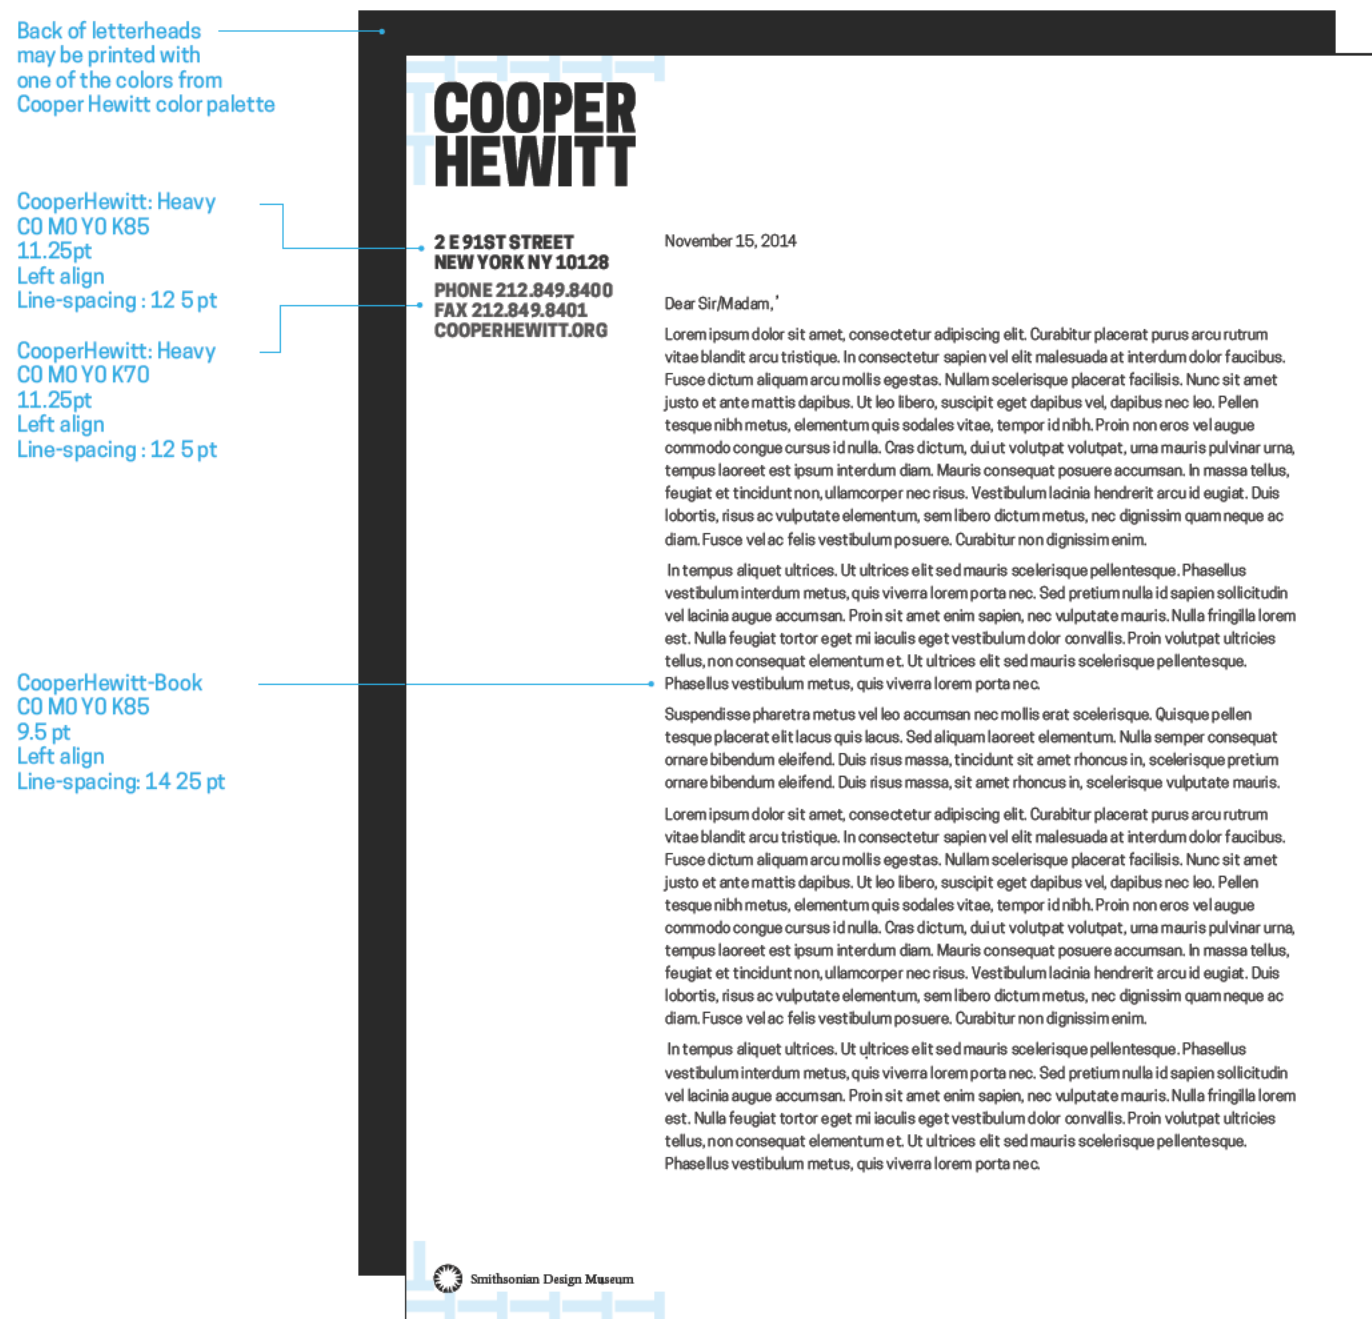 Back of letterheads
may be printed with
one of the colors from
Cooper Hewitt color palette
CooperHewitt: Heavy
C0 M0 Y0 K85
11.25pt
Left align
Line-spacing : 12 5 pt
CooperHewitt: Heavy
C0 M0 Y0 K70
11.25pt
Left align
Line-spacing : 12 5 pt
CooperHewitt-Book
C0 M0 Y0 K85
9.5 pt
Left align
Line-spacing: 14 25 pt
COOPER
HEWITT
2 E 91ST STREET
NEW YORK NY 10128
PHONE 212.849.8400
FAX 212.849.8401
COOPERHEWITT.ORG
November 15, 2014
Dear Sir/Madam,'
Lorem ipsum dolor sit amet, consectetur adipiscing elit. Curabitur placerat purus arcu rutrum
vitae blandit arcu tristique. In consectetur sapien vel elit malesuada at interdum dolor faucibus.
Fusce dictum aliquam arcu mollis egestas. Nullam scelerisque placerat facilisis. Nunc sit amet
justo et ante mattis dapibus. Ut leo libero, suscipit eget dapibus vel, dapibus nec leo. Pellen
tesque nibh metus, elementum quis sodales vitae, tempor id nibh. Proin non eros vel augue
commodo congue cursus id nulla. Cras dictum, dui ut volutpat volutpat, urna mauris pulvinar urna,
tempus laoreet est ipsum interdum diam. Mauris consequat posuere accumsan. In massa tellus,
feugiat et tincidunt non, ullamcorper nec risus. Vestibulum lacinia hendrerit arcu id eugiat. Duis
lobortis, risus ac vulputate elementum, sem libero dictum metus, nec dignissim quam neque ac
diam. Fusce vel ac felis vestibulum posuere. Curabitur non dignissim enim.
In tempus aliquet ultrices. Ut ultrices elit sed mauris scelerisque pellentesque. Phasellus
vestibulum interdum metus, quis viverra lorem porta nec. Sed pretium nulla id sapien sollicitudin
vel lacinia augue accumsan. Proin sit amet enim sapien, nec vulputate mauris. Nulla fringilla lorem
est. Nulla feugiat tortor eget mi iaculis eget vestibulum dolor convallis. Proin volutpat ultricies
tellus, non consequat elementum et. Ut ultrices elit sed mauris scelerisque pellentesque.
Phasellus vestibulum metus, quis viverra lorem porta nec.
Suspendisse pharetra metus vel leo accumsan nec mollis erat scelerisque. Quisque pellen
tesque placerat elit lacus quis lacus. Sed aliquam laoreet elementum. Nulla semper consequat
ornare bibendum eleifend. Duis risus massa, tincidunt sit amet rhoncus in, scelerisque pretium
ornare bibendum eleifend. Duis risus massa, sit amet rhoncus in, scelerisque vulputate mauris.
Lorem ipsum dolor sit amet, consectetur adipiscing elit. Curabitur placerat purus arcu rutrum
vitae blandit arcu tristique. In consectetur sapien vel elit malesuada at interdum dolor faucibus.
Fusce dictum aliquam arcu mollis egestas. Nullam scelerisque placerat facilisis. Nunc sit amet
justo et ante mattis dapibus. Ut leo libero, suscipit eget dapibus vel, dapibus nec leo. Pellen
tesque nibh metus, elementum quis sodales vitae, tempor id nibh. Proin non eros vel augue
commodo congue cursus id nulla. Cras dictum, dui ut volutpat volutpat, urna mauris pulvinar urna,
tempus laoreet est ipsum interdum diam. Mauris consequat posuere accumsan. In massa tellus,
feugiat et tincidunt non, ullamcorper nec risus. Vestibulum lacinia hendrerit arcu id eugiat. Duis
lobortis, risus ac vulputate elementum, sem libero dictum metus, nec dignissim quam neque ac
diam. Fusce vel ac felis vestibulum posuere. Curabitur non dignissim enim.
In tempus aliquet ultrices. Ut ultrices elit sed mauris scelerisque pellentesque. Phasellus
vestibulum interdum metus, quis viverra lorem porta nec. Sed pretium nulla id sapien sollicitudin
vel lacinia augue accumsan. Proin sit amet enim sapien, nec vulputate mauris. Nulla fringilla lorem
est. Nulla feugiat tortor eget mi iaculis eget vestibulum dolor convallis. Proin volutpat ultricies
tellus, non consequat elementum et. Ut ultrices elit sed mauris scelerisque pellentesque.
Phasellus vestibulum metus, quis viverra lorem porta nec.
Smithsonian Design Museum